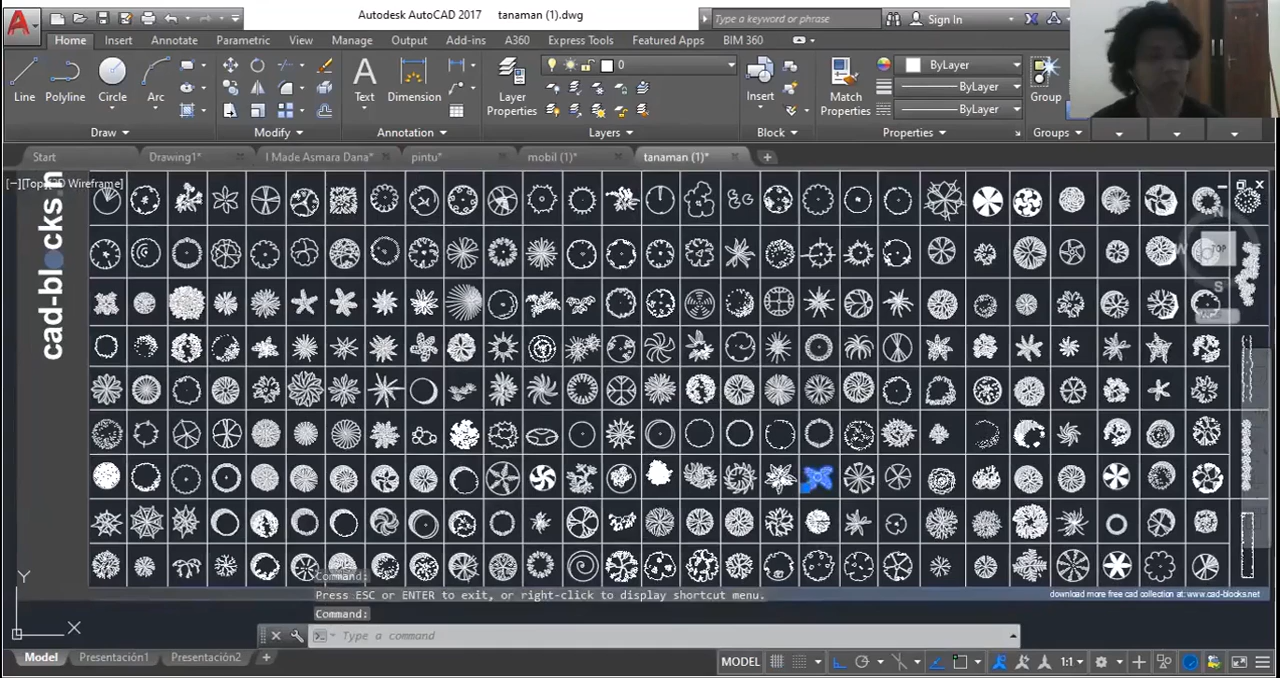 Autodesk AutoCAD 2017 tanaman (1).dwg
Type a keyword or phrase
Sign In
Home Insert Annotate Parametric View Manage Output Add-ins A360 Express Tools Featured Apps BIM 360
Line Polyline Circle Arc
Text Dimension
Layer Properties
0
Insert
Match Properties
ByLayer
ByLayer
ByLayer
Group
Draw Modify Annotation Layers Block Properties Groups
Start Drawing1* I Made Asmara Dana* pintu* mobil (1)* tanaman (1)*
[−][Top][2D Wireframe]
cad-blocks.n
TOP
W
S
Y
X
Command:
Press ESC or ENTER to exit, or right-click to display shortcut menu.
Command:
download more free cad collection at: www.cad-blocks.net
Type a command
Model Presentación1 Presentación2
MODEL
1:1